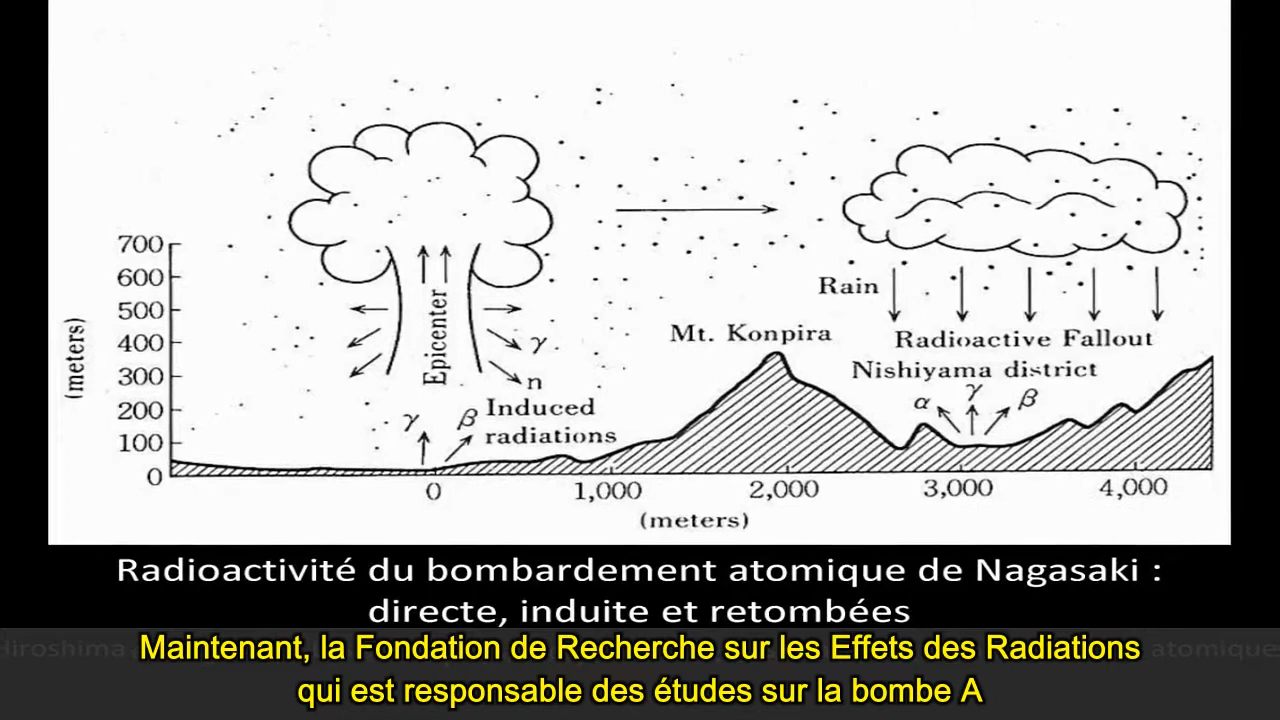 700
600
500
400
300
200
100
0
(meters)
Epicenter
γ
n
γ
β
Induced
radiations
Mt. Konpira
Rain
Radioactive Fallout
Nishiyama district
α
γ
β
0
1,000
2,000
3,000
4,000
(meters)
Radioactivité du bombardement atomique de Nagasaki :
directe, induite et retombées
Hiroshima
atomique
Maintenant, la Fondation de Recherche sur les Effets des Radiations
qui est responsable des études sur la bombe A